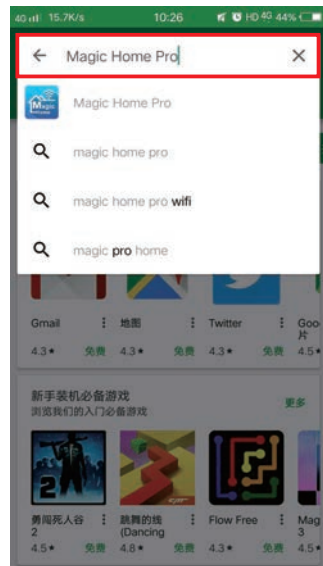 4G 15.7K/s 10:26 HD 4G 44%
Magic Home Pro
Magic Home Pro
magic home pro
magic home pro wifi
magic pro home
Gmail 地图 Twitter Goo
片
4.3★ 免费 4.3★ 免费 4.3★ 免费 4.5★
新手装机必备游戏 更多
浏览我们的入门必备游戏
2
勇闯死人谷 跳舞的线 Flow Free Mag
2 (Dancing 3
4.5★ 免费 4.8★ 免费 4.3★ 免费 4.5★